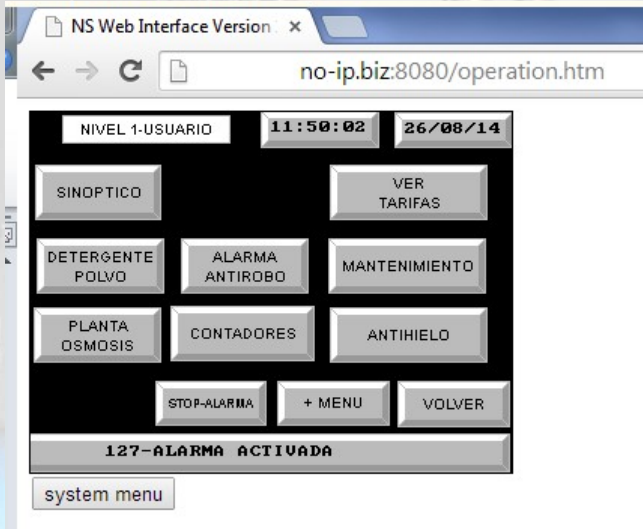 NS Web Interface Version
no-ip.biz:8080/operation.htm
NIVEL 1-USUARIO
11:50:02
26/08/14
SINOPTICO
VER
TARIFAS
DETERGENTE
POLVO
ALARMA
ANTIROBO
MANTENIMIENTO
PLANTA
OSMOSIS
CONTADORES
ANTIHIELO
STOP-ALARMA
+ MENU
VOLVER
127-ALARMA ACTIVADA
system menu